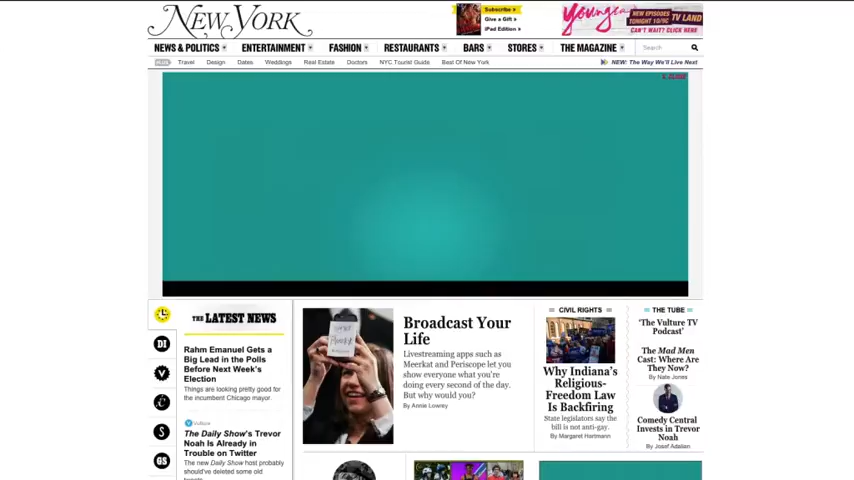 NEW YORK
Subscribe
Give a Gift
iPad Edition
Younger
NEW EPISODES
TONIGHT 10/9C
TV LAND
CAN'T WAIT? CLICK HERE
NEWS & POLITICS
ENTERTAINMENT
FASHION
RESTAURANTS
BARS
STORES
THE MAGAZINE
Search
Travel
Design
Dates
Weddings
Real Estate
Doctors
NYC Tourist Guide
Best Of New York
NEW! The Way We'll Live Next
X CLOSE
THE LATEST NEWS
DI
S
GS
Rahm Emanuel Gets a
Big Lead in the Polls
Before Next Week's
Election
Things are looking pretty good for
the incumbent Chicago mayor.
Vulture
The Daily Show's Trevor
Noah Is Already in
Trouble on Twitter
The new Daily Show host probably
should've deleted some old
tweets.
Broadcast Your
Life
Livestreaming apps such as
Meerkat and Periscope let you
show everyone what you're
doing every second of the day.
But why would you?
By Annie Lowrey
CIVIL RIGHTS
Why Indiana's
Religious-
Freedom Law
Is Backfiring
State legislators say the
bill is not anti-gay.
By Margaret Hartmann
THE TUBE
'The Vulture TV
Podcast'
The Mad Men
Cast: Where Are
They Now?
By Nate Jones
Comedy Central
Invests in Trevor
Noah
By Josef Adalian